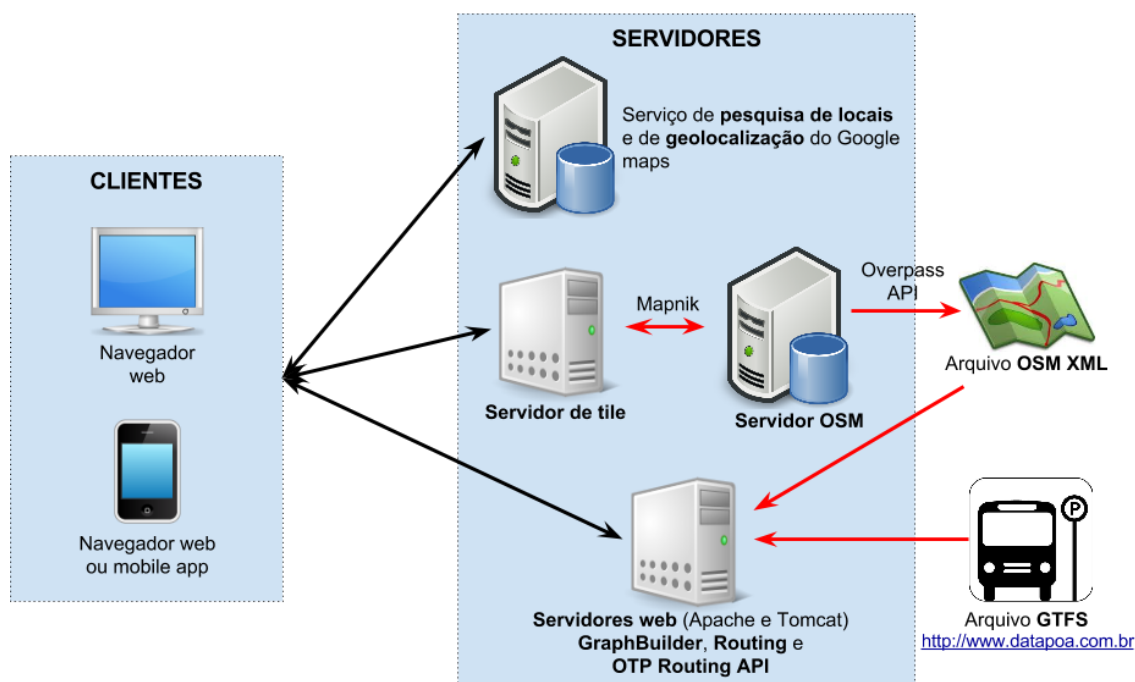 SERVIDORES
Serviço de pesquisa de locais
e de geolocalização do Google
maps
CLIENTES
Navegador
web
Navegador web
ou mobile app
Mapnik
Servidor de tile
Servidor OSM
Overpass
API
Arquivo OSM XML
P
Arquivo GTFS
http://www.datapoa.com.br
Servidores web (Apache e Tomcat)
GraphBuilder, Routing e
OTP Routing API